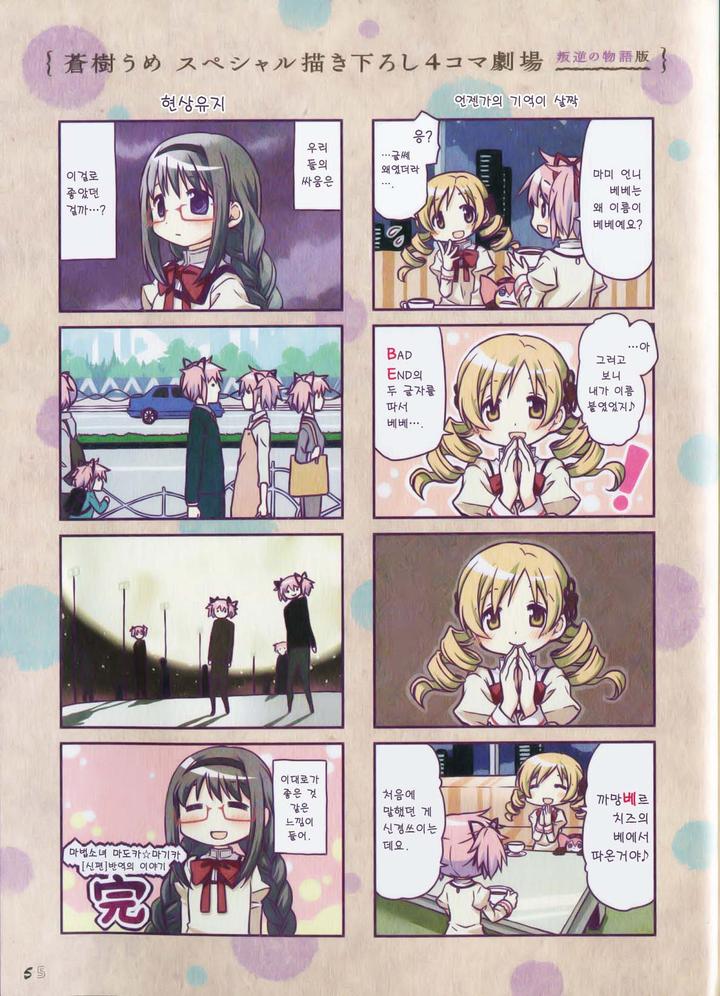 { 蒼樹うめ スペシャル描き下ろし4コマ劇場 叛逆の物語版 }
언젠가의 기억이 살짝
마미 언니
베베는
왜 이름이
베베예요?
응?
…글쎄
왜였더라
….
…아
그러고
보니
내가 이름
붙였었지♪
BAD
END의
두 글자를
따서
베베….
!
까망베르
치즈의
베에서
따온거야♪
처음에
말했던 게
신경쓰이는
데요.
현상유지
우리
들의
싸움은
이걸로
좋았던
걸까…?
이대로가
좋은 것
같은
느낌이
들어.
마법소녀 마도카☆마기카
[신편]반역의 이야기
完
5 5